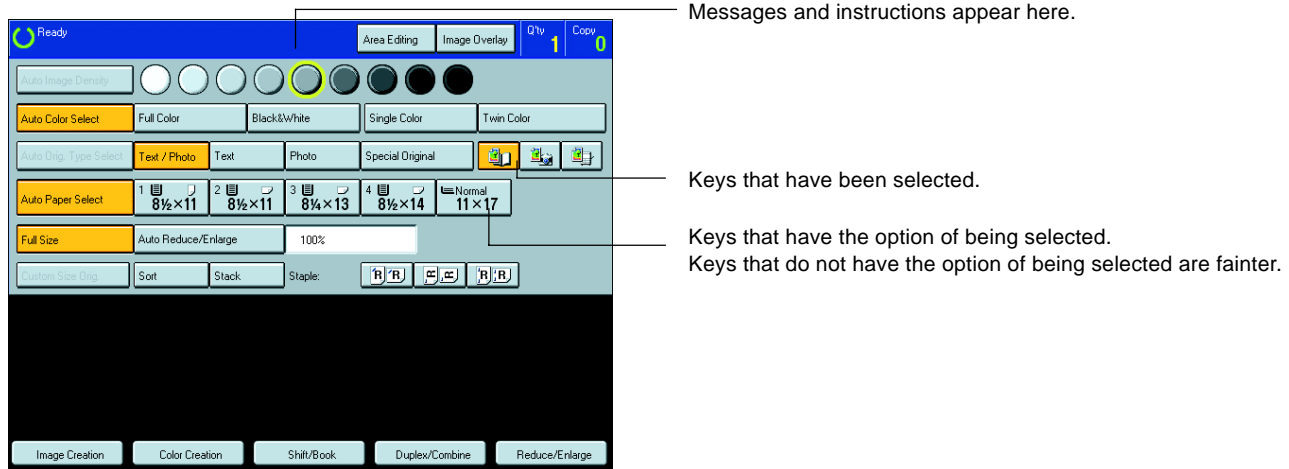 Messages and instructions appear here.
Ready
Area Editing
Image Overlay
Q'ty 1
Copy 0
Auto Image Density
Auto Color Select
Full Color
Black&White
Single Color
Twin Color
Auto Orig. Type Select
Text / Photo
Text
Photo
Special Original
Keys that have been selected.
Auto Paper Select
1 8½×11
2 8½×11
3 8¼×13
4 8½×14
Normal 11×17
Full Size
Auto Reduce/Enlarge
100%
Keys that have the option of being selected.
Keys that do not have the option of being selected are fainter.
Custom Size Orig.
Sort
Stack
Staple:
R R
R R
R R
Image Creation
Color Creation
Shift/Book
Duplex/Combine
Reduce/Enlarge